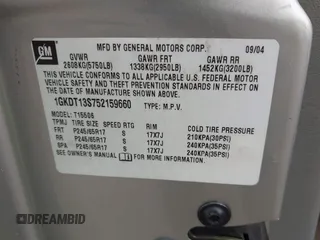 GM
MFD BY GENERAL MOTORS CORP. 09/04
GVWR GAWR FRT GAWR RR
2608KG(5750LB) 1338KG(2950LB) 1452KG(3200LB)
THIS VEHICLE CONFORMS TO ALL APPLICABLE U.S. FEDERAL MOTOR
VEHICLE SAFETY AND THEFT PREVENTION STANDARDS IN EFFECT
ON THE DATE OF MANUFACTURE SHOWN ABOVE.
1GKDT13S752159660 TYPE: M.P.V.
MODEL: T15506
TPMJ TIRE SIZE SPEED RTG RIM COLD TIRE PRESSURE
FRT P245/65R17 S 17X7J 210KPA(30PSI)
RR P245/65R17 S 17X7J 240KPA(35PSI)
SPA P245/65R17 S 17X7J 240KPA(35PSI)
SEE OWNER'S MANUAL FOR MORE INFORMATION.
DREAMBID